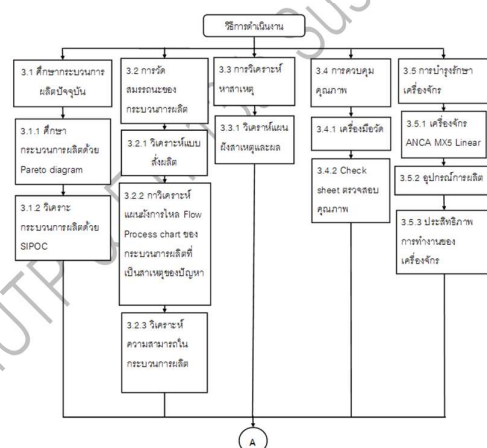 วิธีการดำเนินงาน
3.1 ศึกษากระบวนการ
ผลิตปัจจุบัน
3.1.1 ศึกษา
กระบวนการผลิตด้วย
Pareto diagram
3.1.2 วิเคราะ
กระบวนการผลิตด้วย
SIPOC
3.2 การวัด
สมรรถนะของ
กระบวนการผลิต
3.2.1 วิเคราะห์แบบ
สั่งผลิต
3.2.2 การวิเคราะห์
แผนผังการไหล Flow
Process chart ของ
กระบวนการผลิตที่
เป็นสาเหตุของปัญหา
3.2.3 วิเคราะห์
ความสามารถใน
กระบวนการผลิต
3.3 การวิเคราะห์
หาสาเหตุ
3.3.1 วิเคราะห์แผน
ผังสาเหตุและผล
3.4 การควบคุม
คุณภาพ
3.4.1 เครื่องมือวัด
3.4.2 Check
sheet ตรวจสอบ
คุณภาพ
3.5 การบำรุงรักษา
เครื่องจักร
3.5.1 เครื่องจักร
ANCA MX5 Linear
3.5.2 อุปกรณ์การผลิต
3.5.3 ประสิทธิภาพ
การทำงานของ
เครื่องจักร
A